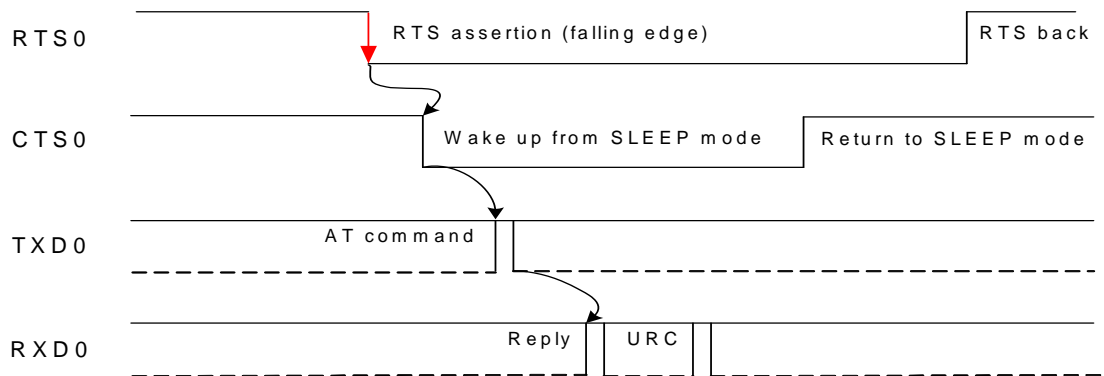 RTS0
RTS assertion (falling edge)
RTS back
CTS0
Wake up from SLEEP mode
Return to SLEEP mode
TXD0
AT command
RXD0
Reply
URC